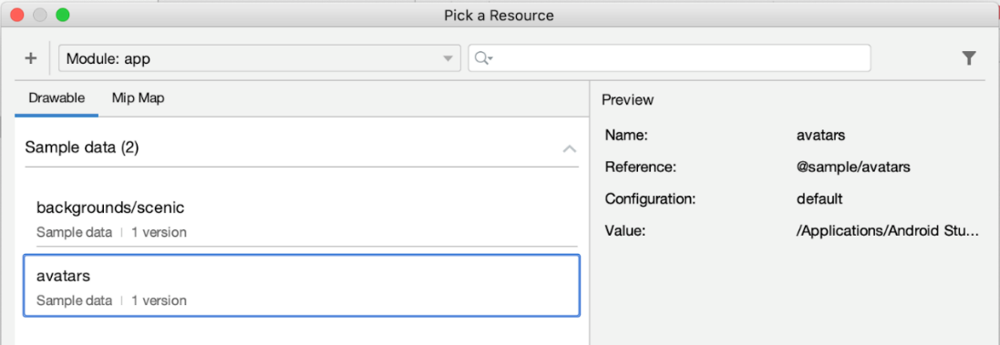 Pick a Resource
Module: app
Drawable Mip Map
Sample data (2)
backgrounds/scenic
Sample data | 1 version
avatars
Sample data | 1 version
Preview
Name: avatars
Reference: @sample/avatars
Configuration: default
Value: /Applications/Android Stu...